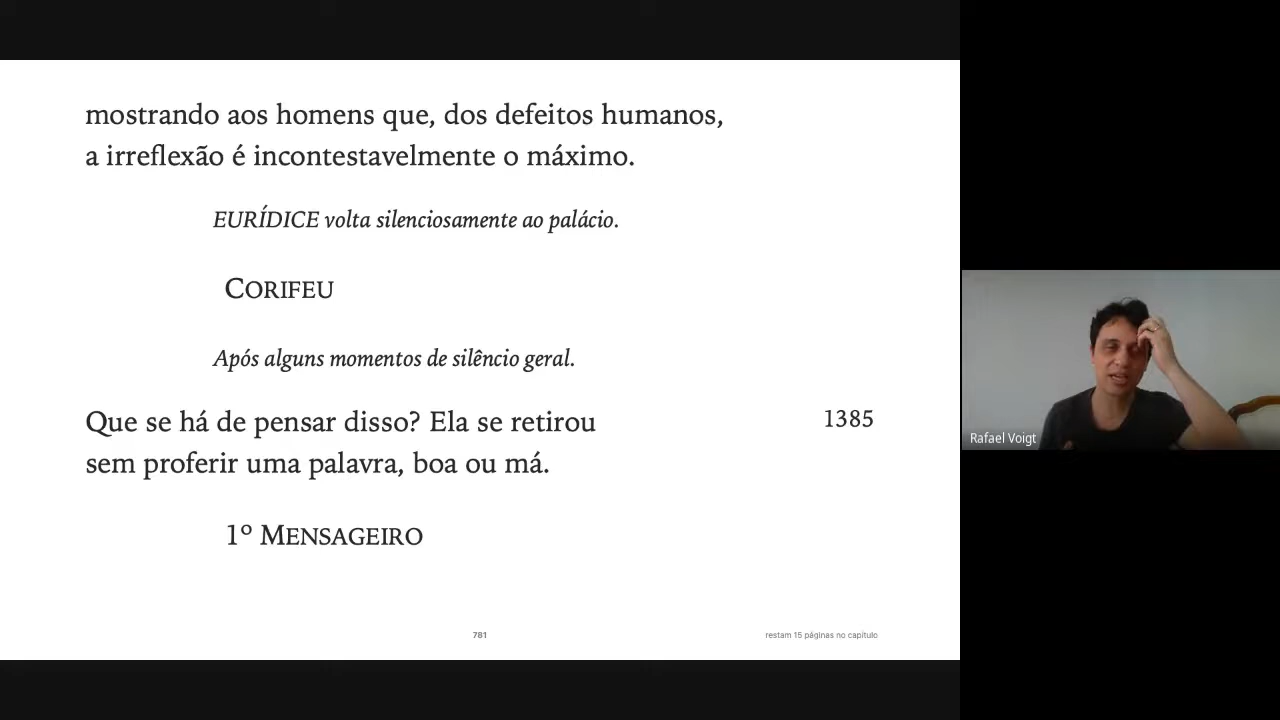 mostrando aos homens que, dos defeitos humanos,
a irreflexão é incontestavelmente o máximo.
EURÍDICE volta silenciosamente ao palácio.
CORIFEU
Após alguns momentos de silêncio geral.
Que se há de pensar disso? Ela se retirou 1385
sem proferir uma palavra, boa ou má.
1º MENSAGEIRO
781 restam 15 páginas no capítulo
Rafael Voigt